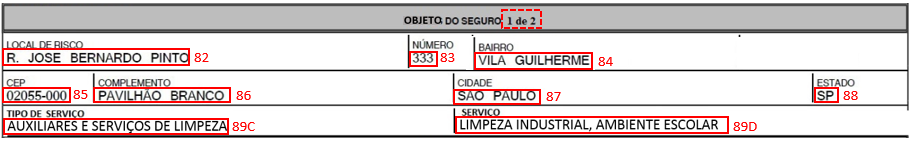 OBJETO DO SEGURO 1 de 2
LOCAL DE RISCO NÚMERO BAIRRO
R. JOSE BERNARDO PINTO 82 333 83 VILA GUILHERME 84
CEP COMPLEMENTO CIDADE ESTADO
02055-000 85 PAVILHÃO BRANCO 86 SAO PAULO 87 SP 88
TIPO DE SERVIÇO SERVICO
AUXILIARES E SERVIÇOS DE LIMPEZA 89C LIMPEZA INDUSTRIAL, AMBIENTE ESCOLAR 89D